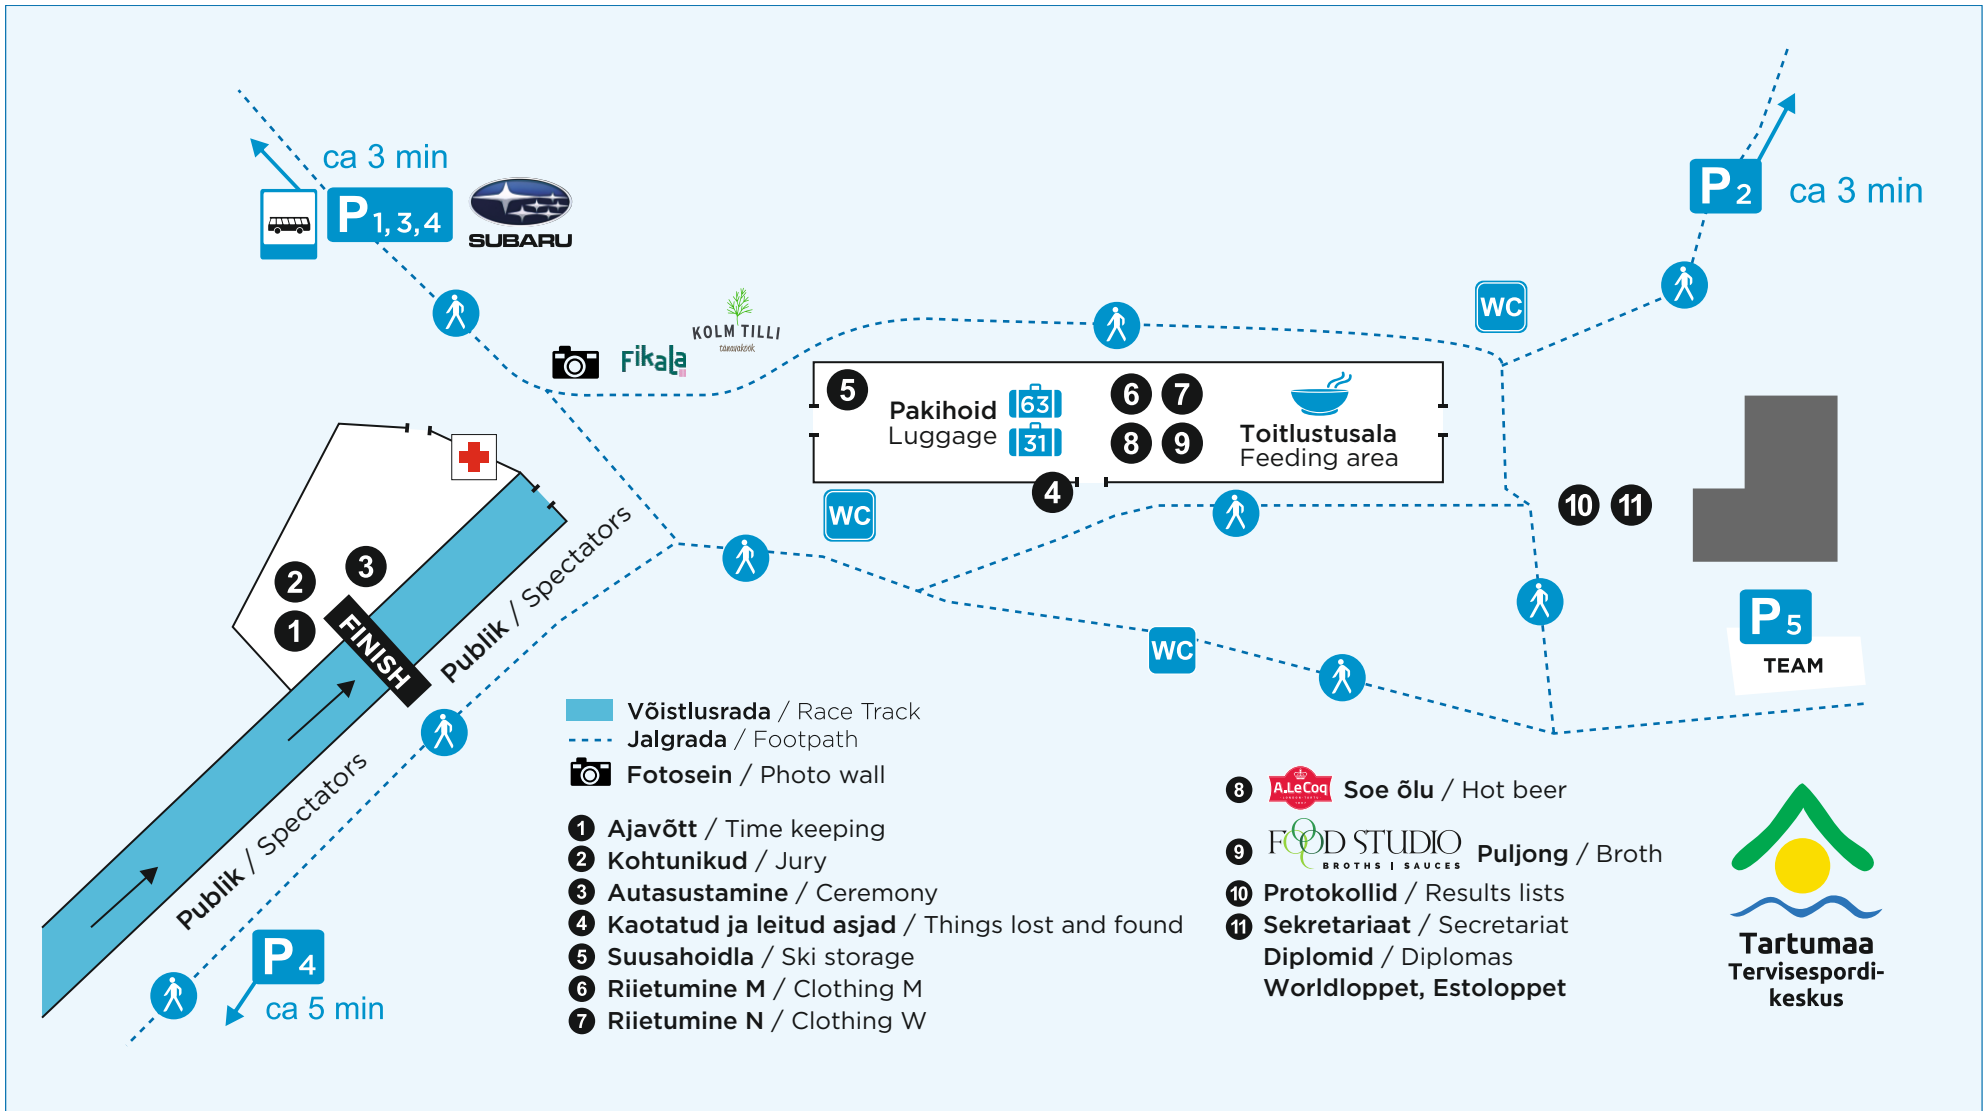 ca 3 min
P 1, 3, 4
SUBARU
P 2
ca 3 min
KOLM TILLI
tänavaköök
Fikala
WC
5
Pakihoid
Luggage
63
31
6
7
8
9
Toitlustusala
Feeding area
4
WC
10
11
2
3
1
FINISH
Publik / Spectators
WC
P 5
TEAM
Publik / Spectators
P 4
ca 5 min
Võistlusrada / Race Track
Jalgrada / Footpath
Fotosein / Photo wall
1 Ajavõtt / Time keeping
2 Kohtunikud / Jury
3 Autasustamine / Ceremony
4 Kaotatud ja leitud asjad / Things lost and found
5 Suusahoidla / Ski storage
6 Riietumine M / Clothing M
7 Riietumine N / Clothing W
8 A.LeCoq Soe õlu / Hot beer
9 FOOD STUDIO Puljong / Broth
BROTHS | SAUCES
10 Protokollid / Results lists
11 Sekretariaat / Secretariat
Diplomid / Diplomas
Worldloppet, Estoloppet
Tartumaa
Tervisespordi-
keskus